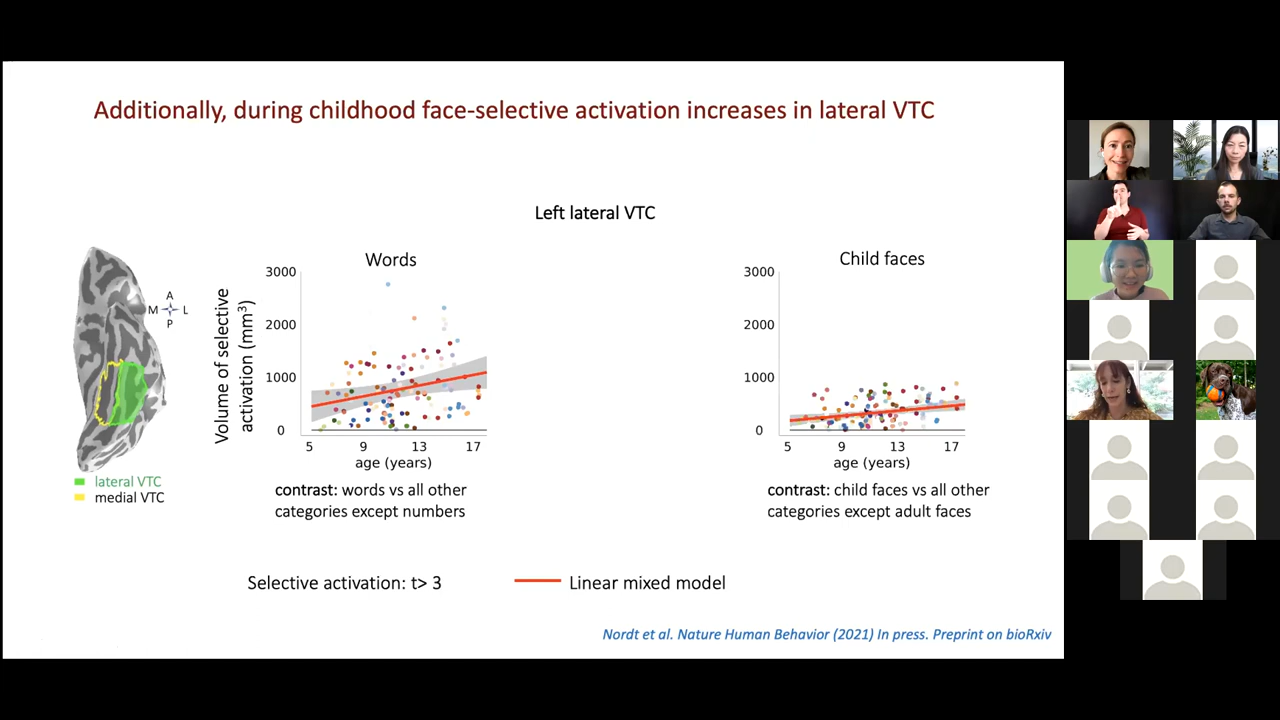 Additionally, during childhood face-selective activation increases in lateral VTC
Left lateral VTC
Words
Child faces
Volume of selective
activation (mm³)
3000
2000
1000
0
5 9 13 17
age (years)
3000
2000
1000
0
5 9 13 17
age (years)
A
M L
P
lateral VTC
medial VTC
contrast: words vs all other
categories except numbers
contrast: child faces vs all other
categories except adult faces
Selective activation: t> 3
Linear mixed model
Nordt et al. Nature Human Behavior (2021) In press. Preprint on bioRxiv